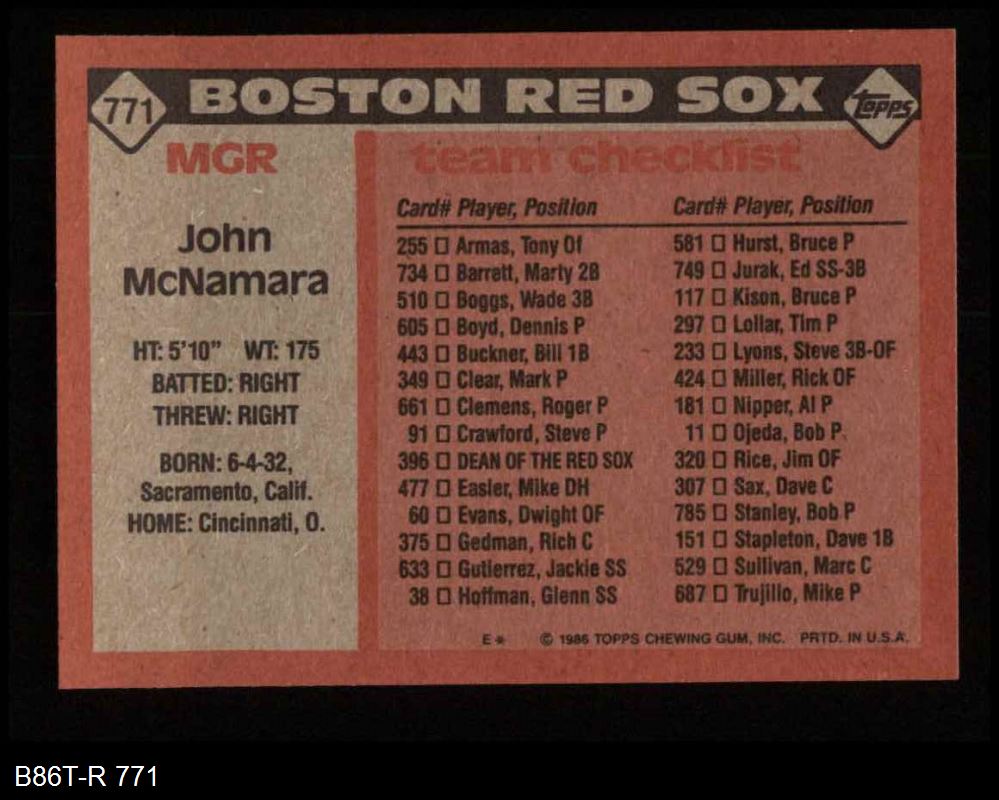 771 BOSTON RED SOX topps
MGR
John
McNamara
HT: 5'10" WT: 175
BATTED: RIGHT
THREW: RIGHT
BORN: 6-4-32,
Sacramento, Calif.
HOME: Cincinnati, O.
team checklist
Card# Player, Position
255 □ Armas, Tony Of
734 □ Barrett, Marty 2B
510 □ Boggs, Wade 3B
605 □ Boyd, Dennis P
443 □ Buckner, Bill 1B
349 □ Clear, Mark P
661 □ Clemens, Roger P
91 □ Crawford, Steve P
396 □ DEAN OF THE RED SOX
477 □ Easler, Mike DH
60 □ Evans, Dwight OF
375 □ Gedman, Rich C
633 □ Gutierrez, Jackie SS
38 □ Hoffman, Glenn SS
Card# Player, Position
581 □ Hurst, Bruce P
749 □ Jurak, Ed SS-3B
117 □ Kison, Bruce P
297 □ Lollar, Tim P
233 □ Lyons, Steve 3B-OF
424 □ Miller, Rick OF
181 □ Nipper, Al P
11 □ Ojeda, Bob P
320 □ Rice, Jim OF
307 □ Sax, Dave C
785 □ Stanley, Bob P
151 □ Stapleton, Dave 1B
529 □ Sullivan, Marc C
687 □ Trujillo, Mike P
E* © 1986 TOPPS CHEWING GUM, INC. PRTD. IN U.S.A.
B86T-R 771